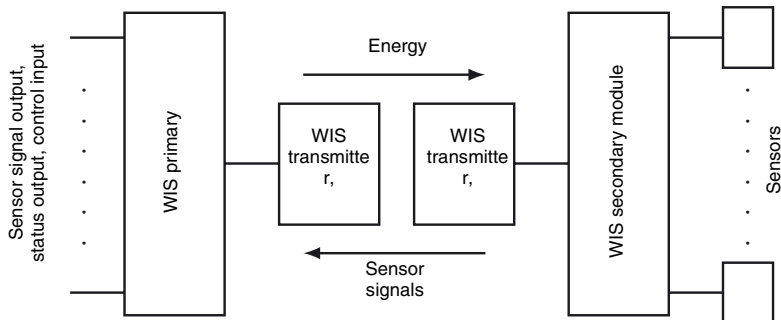 Sensor signal output,
status output, control input
WIS primary
Energy
WIS
transmitte
r,
WIS
transmitte
r,
Sensor
signals
WIS secondary module
Sensors